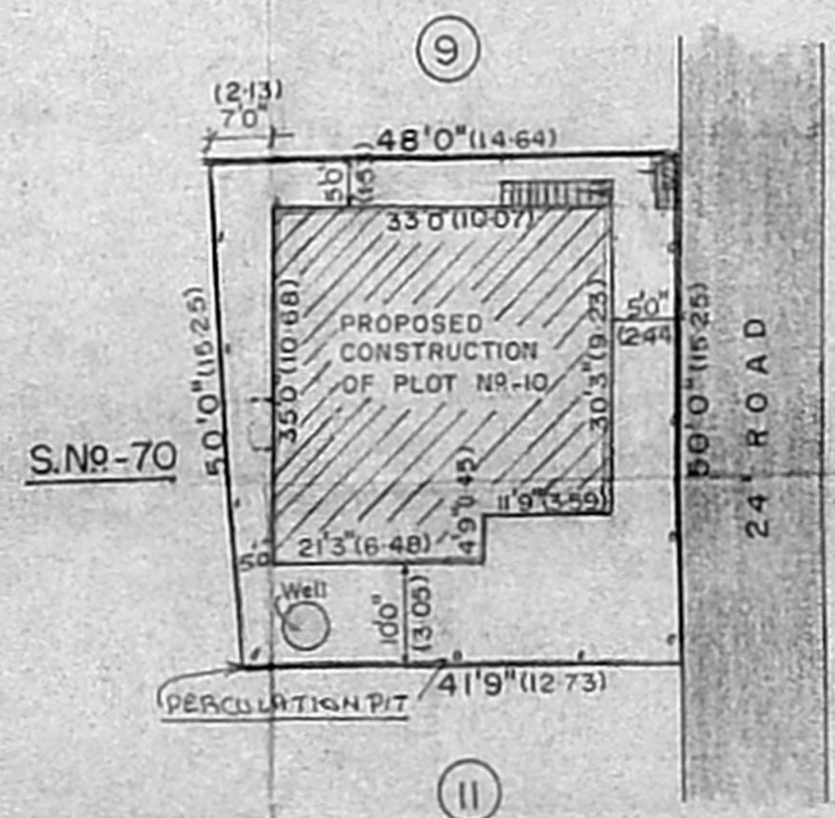 9
(2·13)
7'0"
48'0"(14·64)
5'0"
33'0"(10·07)
50'0"(15·25)
35'0"(10·68)
PROPOSED
CONSTRUCTION
OF PLOT Nº-10
30'3"(9·23)
5'0"
(2·44
50'0"(15·25)
24' ROAD
S.Nº-70
4'9"(1·45)
11'9"(3·59)
21'3"(6·48)
5'0"
Well
10'0"
(3·05)
41'9"(12·73)
PERCULATION PIT
11